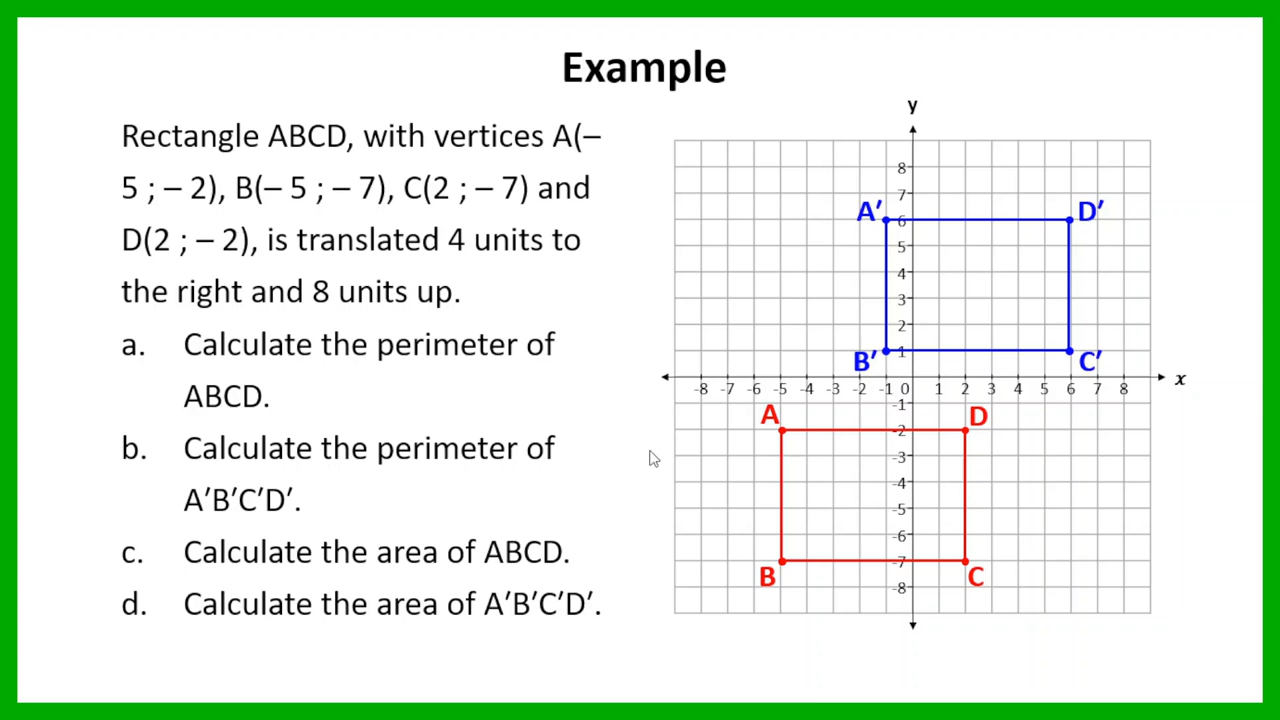 Example
Rectangle ABCD, with vertices A(–
5 ; – 2), B(– 5 ; – 7), C(2 ; – 7) and
D(2 ; – 2), is translated 4 units to
the right and 8 units up.
a. Calculate the perimeter of
ABCD.
b. Calculate the perimeter of
A′B′C′D′.
c. Calculate the area of ABCD.
d. Calculate the area of A′B′C′D′.
y
8
7
A′ 6 D′
5
4
3
2
B′ 1 C′
-8 -7 -6 -5 -4 -3 -2 -1 0 1 2 3 4 5 6 7 8 x
-1
A D
-2
-3
-4
-5
-6
-7
B C
-8